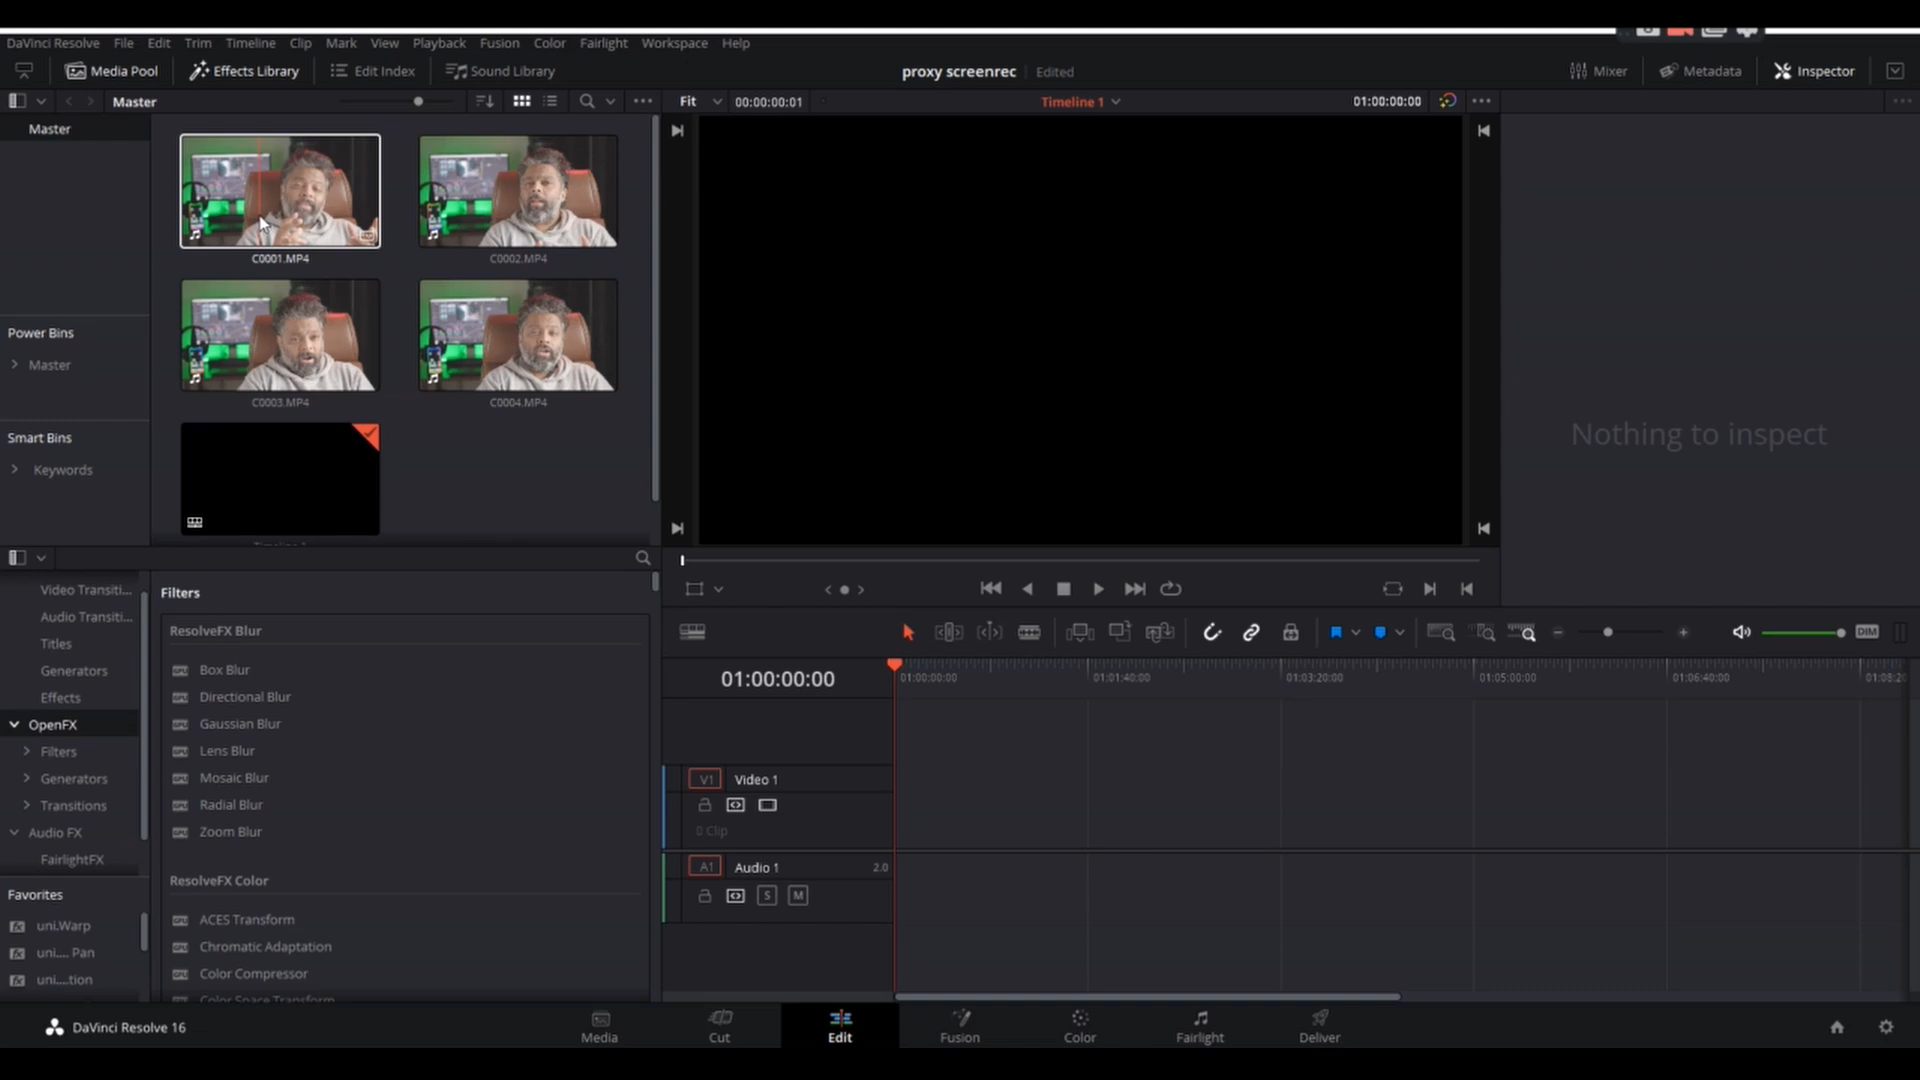 DaVinci Resolve File Edit Trim Timeline Clip Mark View Playback Fusion Color Fairlight Workspace Help
Media Pool Effects Library Edit Index Sound Library proxy screenrec Edited Mixer Metadata Inspector
Master Fit 00:00:00:01 Timeline 1 01:00:00:00
Master
C0001.MP4 C0002.MP4
Power Bins
Master
C0003.MP4 C0004.MP4
Smart Bins
Keywords
Nothing to inspect
Video Transiti...
Audio Transiti...
Titles
Generators
Effects
OpenFX
Filters
Generators
Transitions
Audio FX
FairlightFX
Favorites
uni.Warp
uni.... Pan
uni....tion
Filters
ResolveFX Blur
Box Blur
Directional Blur
Gaussian Blur
Lens Blur
Mosaic Blur
Radial Blur
Zoom Blur
ResolveFX Color
ACES Transform
Chromatic Adaptation
Color Compressor
Color Space Transform
DIM
01:00:00:00 01:00:00:00 01:01:40:00 01:03:20:00 01:05:00:00 01:06:40:00 01:08:20
V1 Video 1
0 Clip
A1 Audio 1 2.0
S M
DaVinci Resolve 16 Media Cut Edit Fusion Color Fairlight Deliver